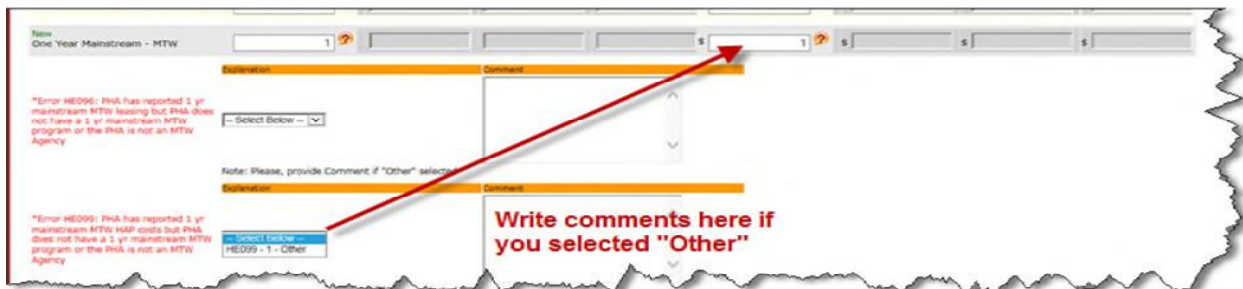 New
One Year Mainstream - MTW 1 ? $ 1 ? $ $ $
Explanation Comment
*Error HE096: PHA has reported 1 yr
mainstream MTW leasing but PHA does
not have a 1 yr mainstream MTW
program or the PHA is not an MTW
Agency
-- Select Below --
Note: Please, provide Comment if "Other" selected
Explanation Comment
*Error HE099: PHA has reported 1 yr
mainstream MTW HAP costs but PHA
does not have a 1 yr mainstream MTW
program or the PHA is not an MTW
Agency
-- Select below --
HE099 - 1 - Other
Write comments here if
you selected "Other"